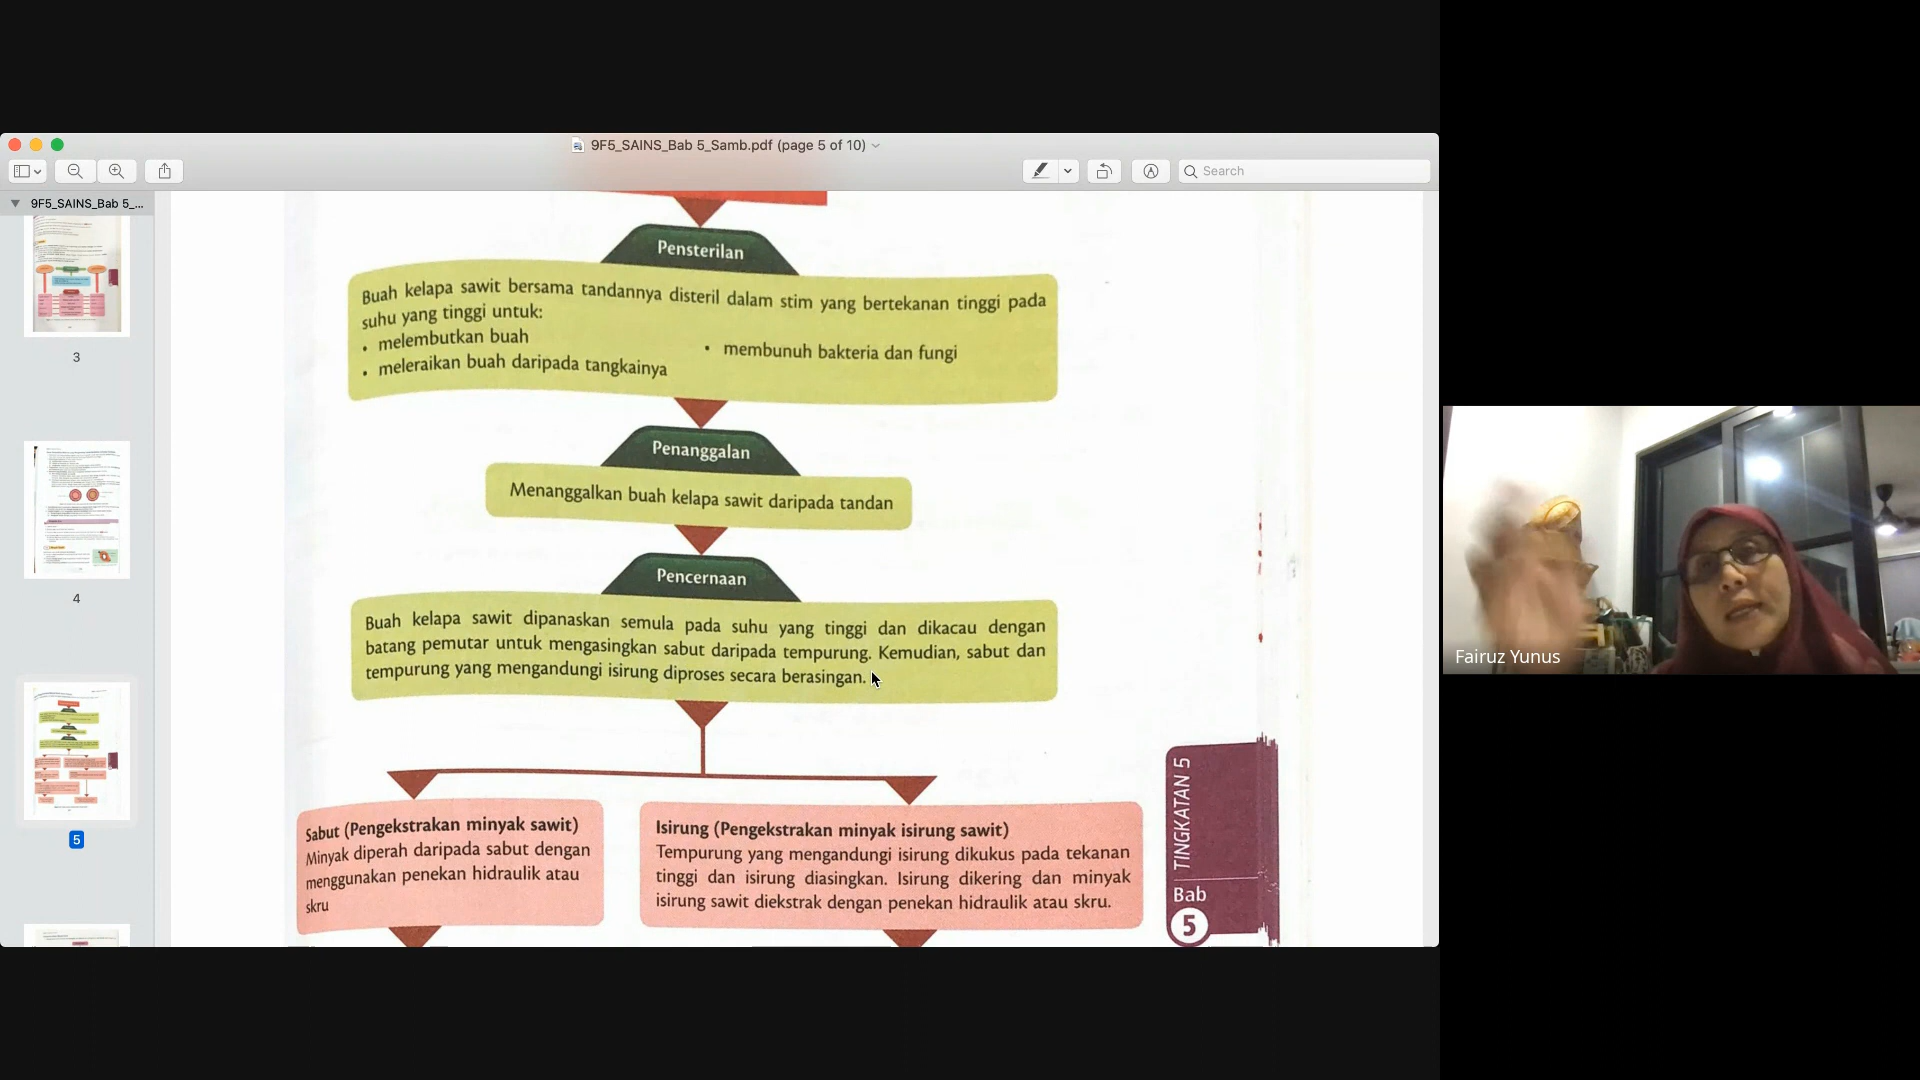 9F5_SAINS_Bab 5_Samb.pdf (page 5 of 10)
Search
9F5_SAINS_Bab 5_...
3
4
5
Pensterilan
Buah kelapa sawit bersama tandannya disteril dalam stim yang bertekanan tinggi pada
suhu yang tinggi untuk:
• melembutkan buah
• meleraikan buah daripada tangkainya
• membunuh bakteria dan fungi
Penanggalan
Menanggalkan buah kelapa sawit daripada tandan
Pencernaan
Buah kelapa sawit dipanaskan semula pada suhu yang tinggi dan dikacau dengan
batang pemutar untuk mengasingkan sabut daripada tempurung. Kemudian, sabut dan
tempurung yang mengandungi isirung diproses secara berasingan.
Sabut (Pengekstrakan minyak sawit)
Minyak diperah daripada sabut dengan
menggunakan penekan hidraulik atau
skru
Isirung (Pengekstrakan minyak isirung sawit)
Tempurung yang mengandungi isirung dikukus pada tekanan
tinggi dan isirung diasingkan. Isirung dikering dan minyak
isirung sawit diekstrak dengan penekan hidraulik atau skru.
TINGKATAN 5
Bab
5
Fairuz Yunus